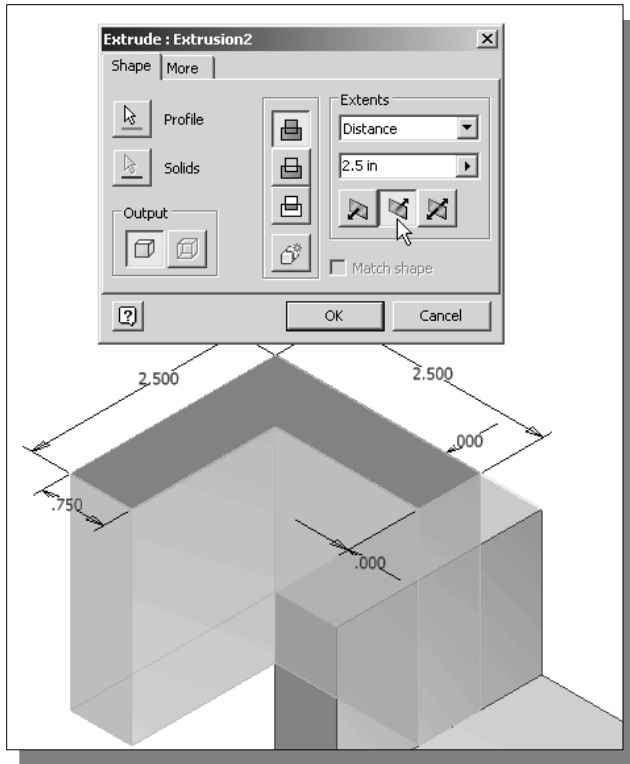 Extrude : Extrusion2
Shape More
Profile
Solids
Output
Extents
Distance
2.5 in
Match shape
OK Cancel
2.500
2.500
.000
.750
.000